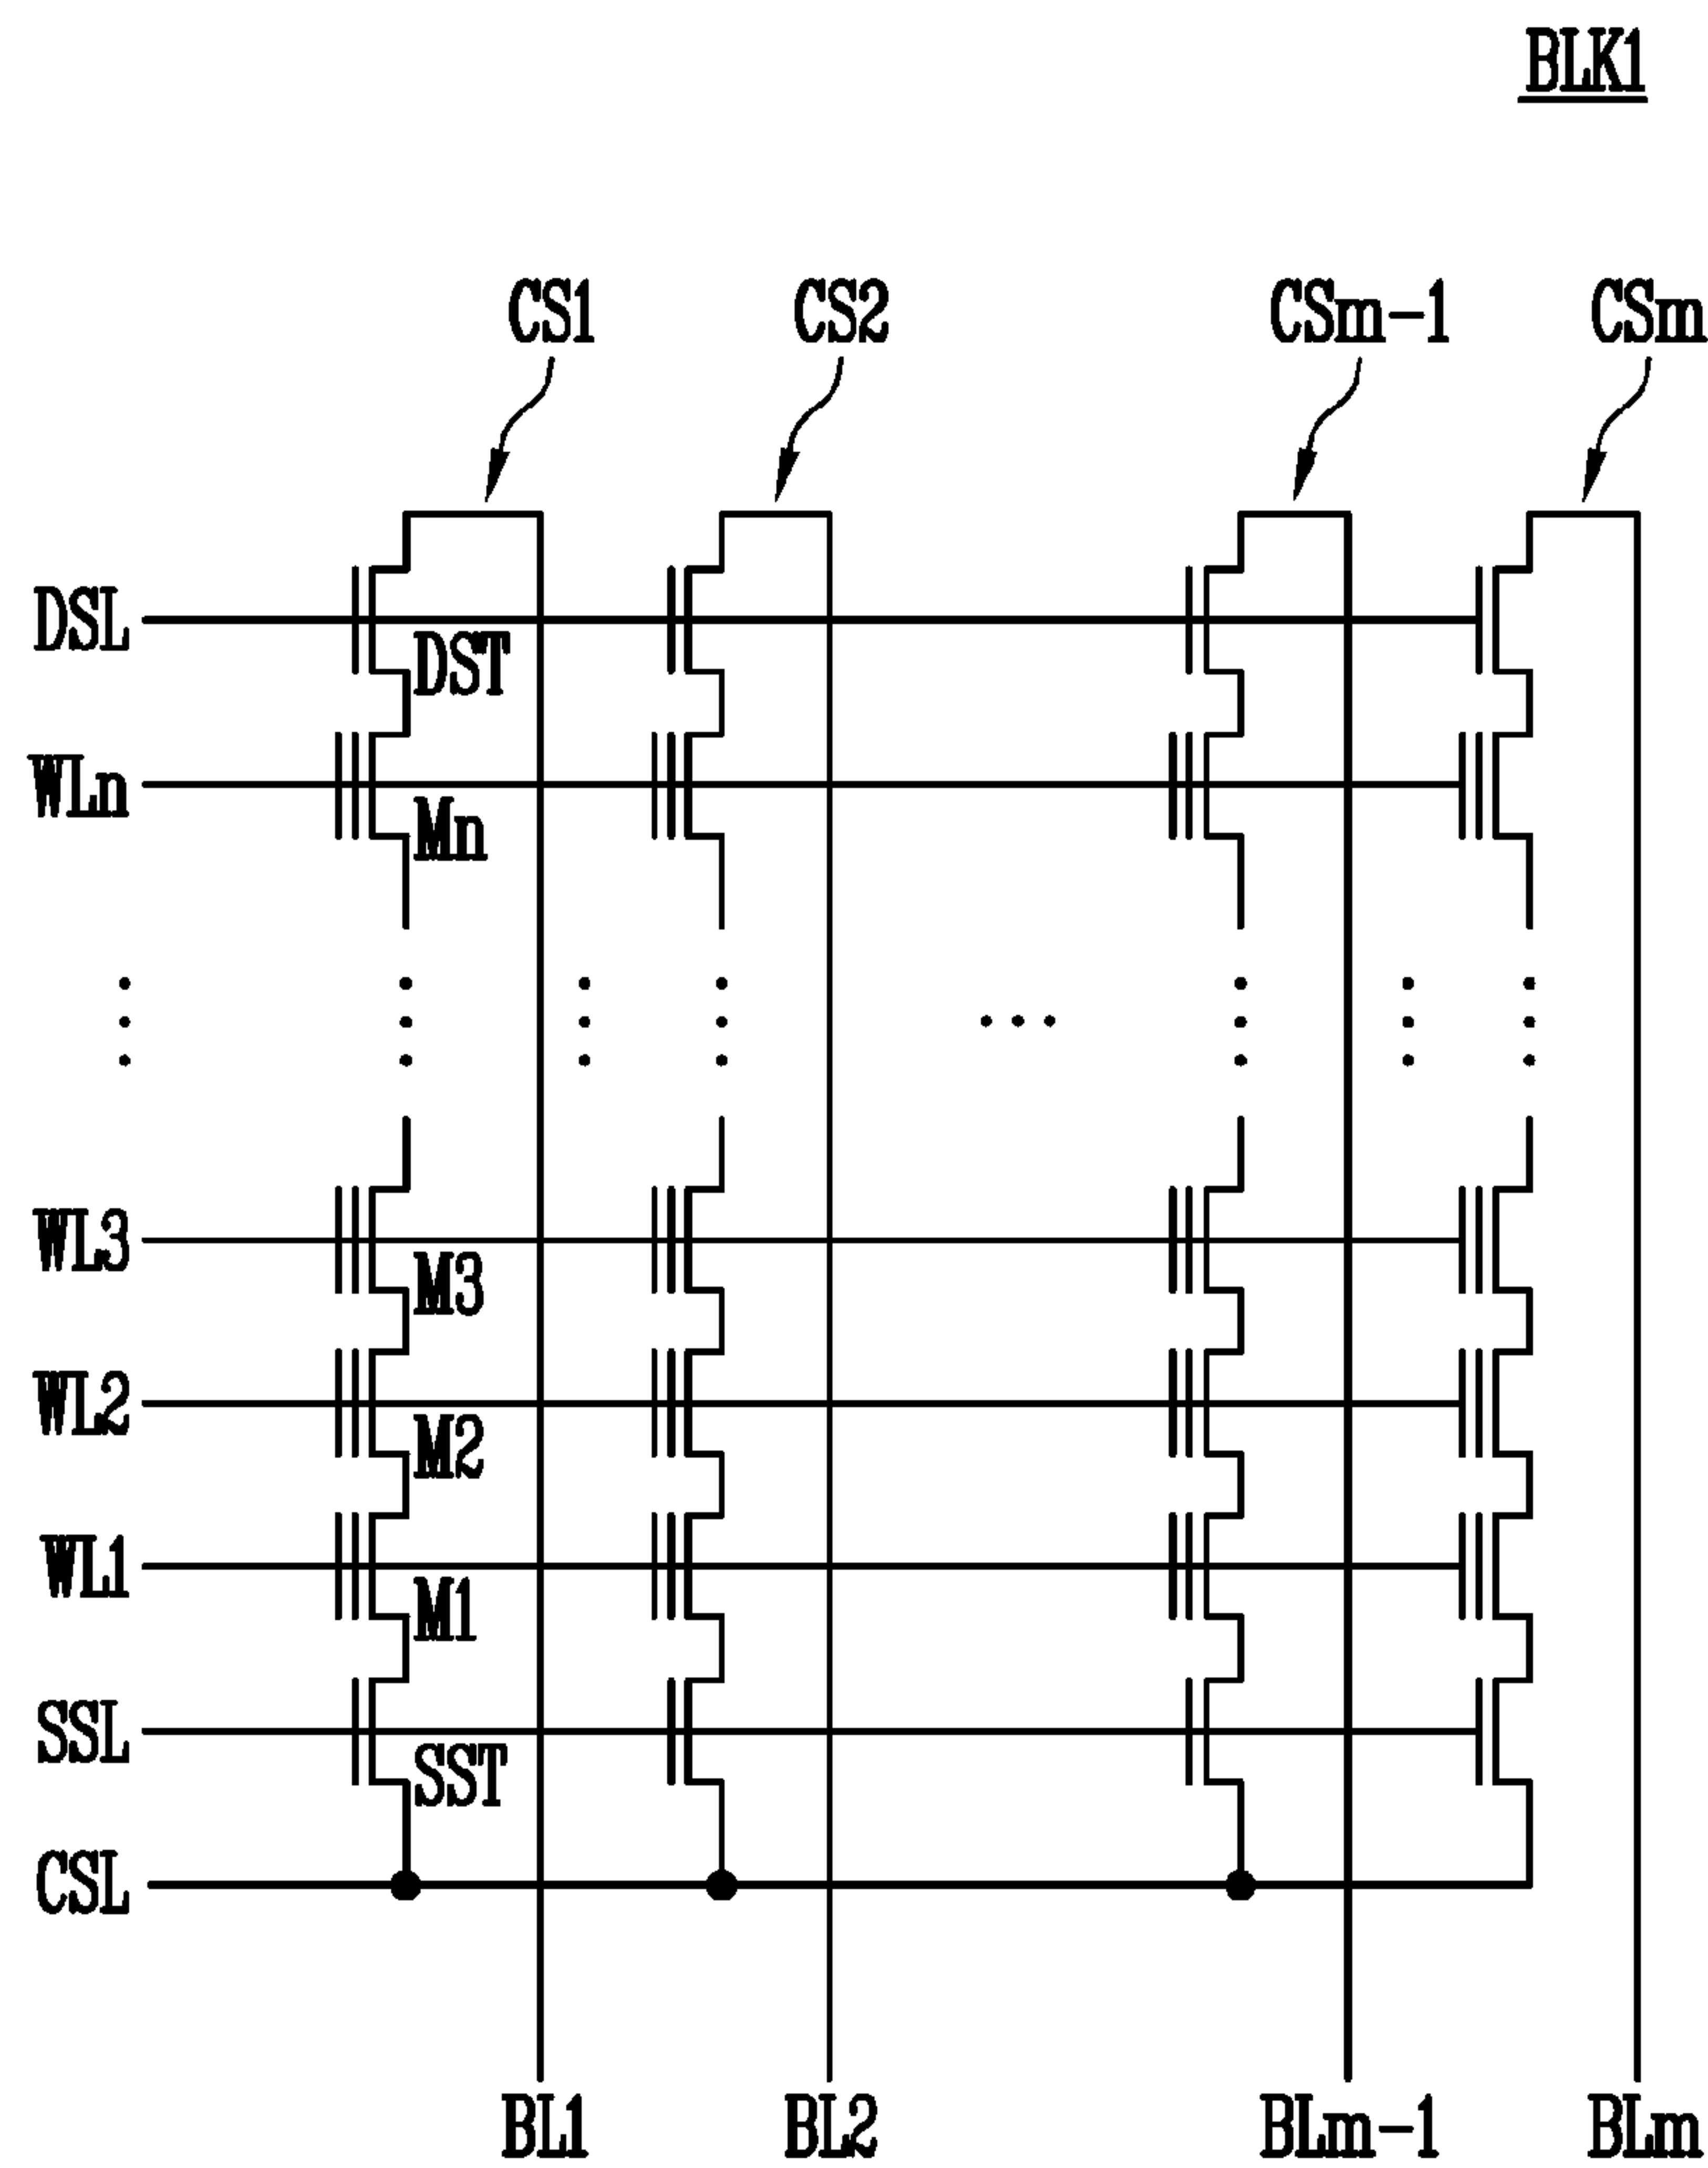 BLK1
CS1 CS2 CSm-1 CSm
DSL
DST
WLn
Mn
WL3
M3
WL2
M2
WL1
M1
SSL
SST
CSL
BL1 BL2 BLm-1 BLm